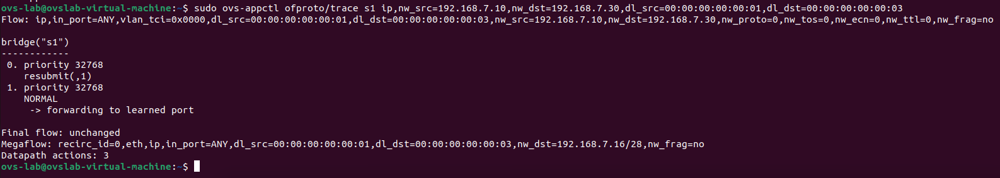 ovs-lab@ovslab-virtual-machine:~$ sudo ovs-appctl ofproto/trace s1 ip,nw_src=192.168.7.10,nw_dst=192.168.7.30,dl_src=00:00:00:00:00:01,dl_dst=00:00:00:00:00:03
Flow: ip,in_port=ANY,vlan_tci=0x0000,dl_src=00:00:00:00:00:01,dl_dst=00:00:00:00:00:03,nw_src=192.168.7.10,nw_dst=192.168.7.30,nw_proto=0,nw_tos=0,nw_ecn=0,nw_ttl=0,nw_frag=no
bridge("s1")
------------
0. priority 32768
resubmit(,1)
1. priority 32768
NORMAL
-> forwarding to learned port
Final flow: unchanged
Megaflow: recirc_id=0,eth,ip,in_port=ANY,dl_src=00:00:00:00:00:01,dl_dst=00:00:00:00:00:03,nw_dst=192.168.7.16/28,nw_frag=no
Datapath actions: 3
ovs-lab@ovslab-virtual-machine:~$